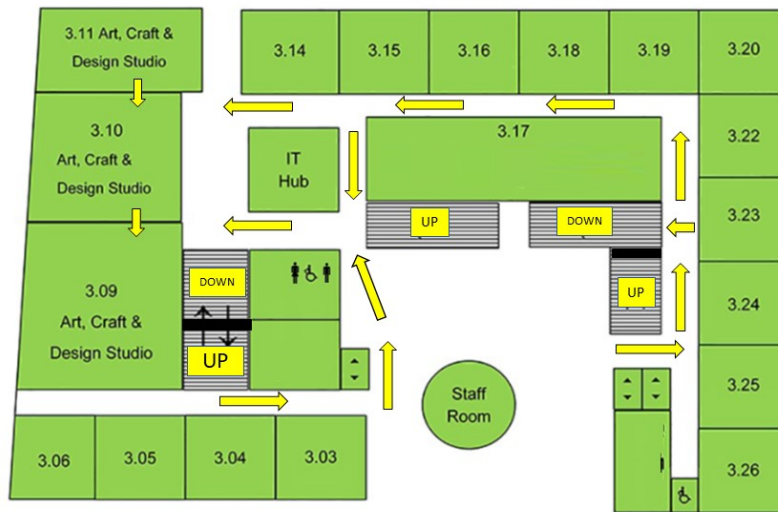 3.11 Art, Craft &
Design Studio
3.14
3.15
3.16
3.18
3.19
3.20
3.10
Art, Craft &
Design Studio
IT
Hub
3.17
3.22
UP
DOWN
3.23
3.09
Art, Craft &
Design Studio
DOWN
UP
UP
3.24
Staff
Room
3.25
3.06
3.05
3.04
3.03
3.26